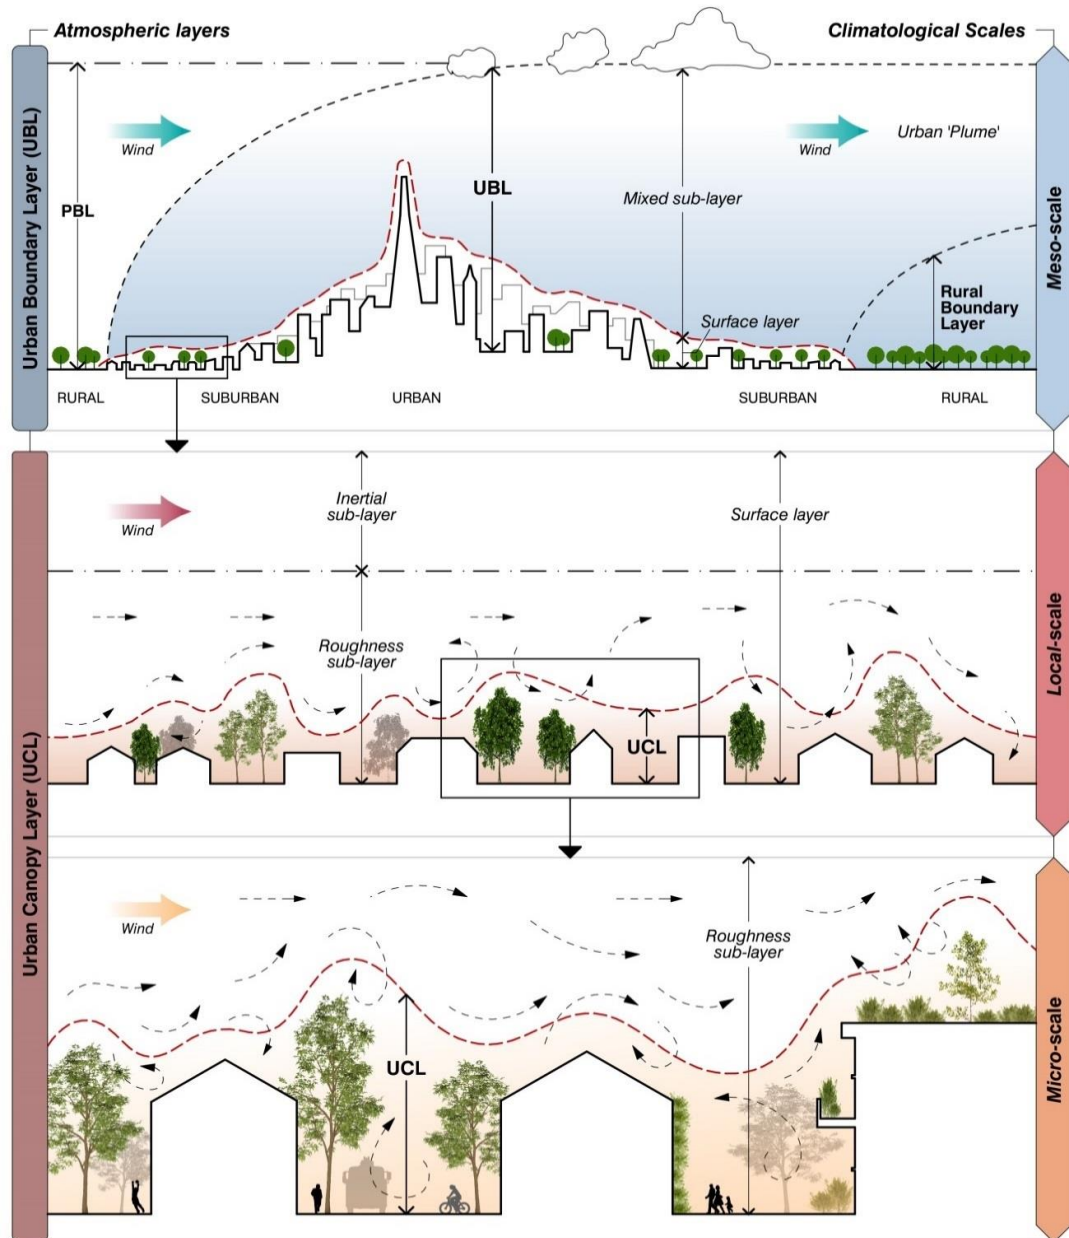 Atmospheric layers
Climatological Scales
Urban Boundary Layer (UBL)
Meso-scale
Wind
Wind
Urban 'Plume'
PBL
UBL
Mixed sub-layer
Rural
Boundary
Layer
Surface layer
RURAL
SUBURBAN
URBAN
SUBURBAN
RURAL
Urban Canopy Layer (UCL)
Local-scale
Wind
Inertial
sub-layer
Surface layer
Roughness
sub-layer
UCL
Micro-scale
Wind
Roughness
sub-layer
UCL